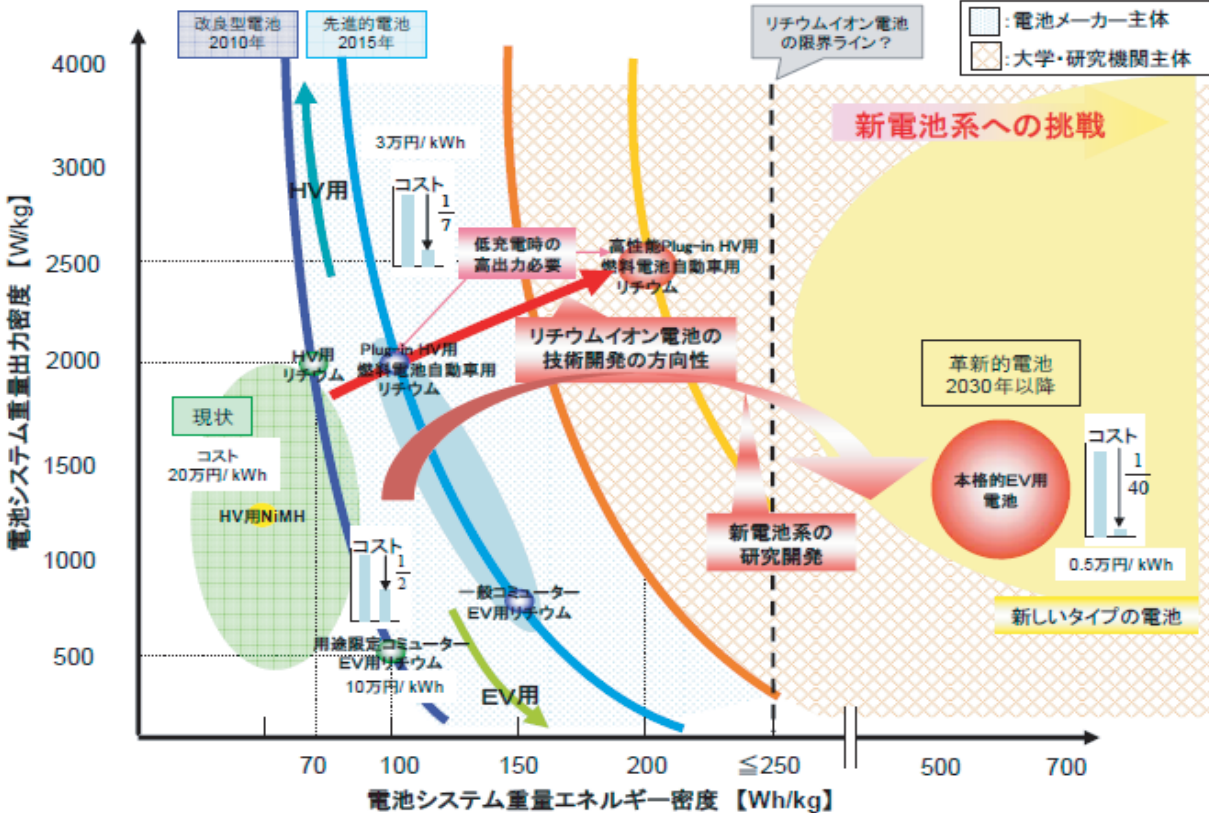 改良型電池
2010年
先進的電池
2015年
リチウムイオン電池
の限界ライン？
：電池メーカー主体
：大学・研究機関主体
新電池系への挑戦
4000
3000
2500
2000
1500
1000
500
電池システム重量出力密度 【W/kg】
HV用
3万円/ kWh
コスト
1
7
低充電時の
高出力必要
高性能Plug-in HV用
燃料電池自動車用
リチウム
リチウムイオン電池の
技術開発の方向性
HV用
リチウム
Plug-in HV用
燃料電池自動車用
リチウム
現状
コスト
20万円/ kWh
HV用NiMH
革新的電池
2030年以降
本格的EV用
電池
コスト
1
40
0.5万円/ kWh
新電池系の
研究開発
コスト
1
2
一般コミューター
EV用リチウム
用途限定コミューター
EV用リチウム
10万円/ kWh
EV用
新しいタイプの電池
70
100
150
200
≦250
500
700
電池システム重量エネルギー密度 【Wh/kg】